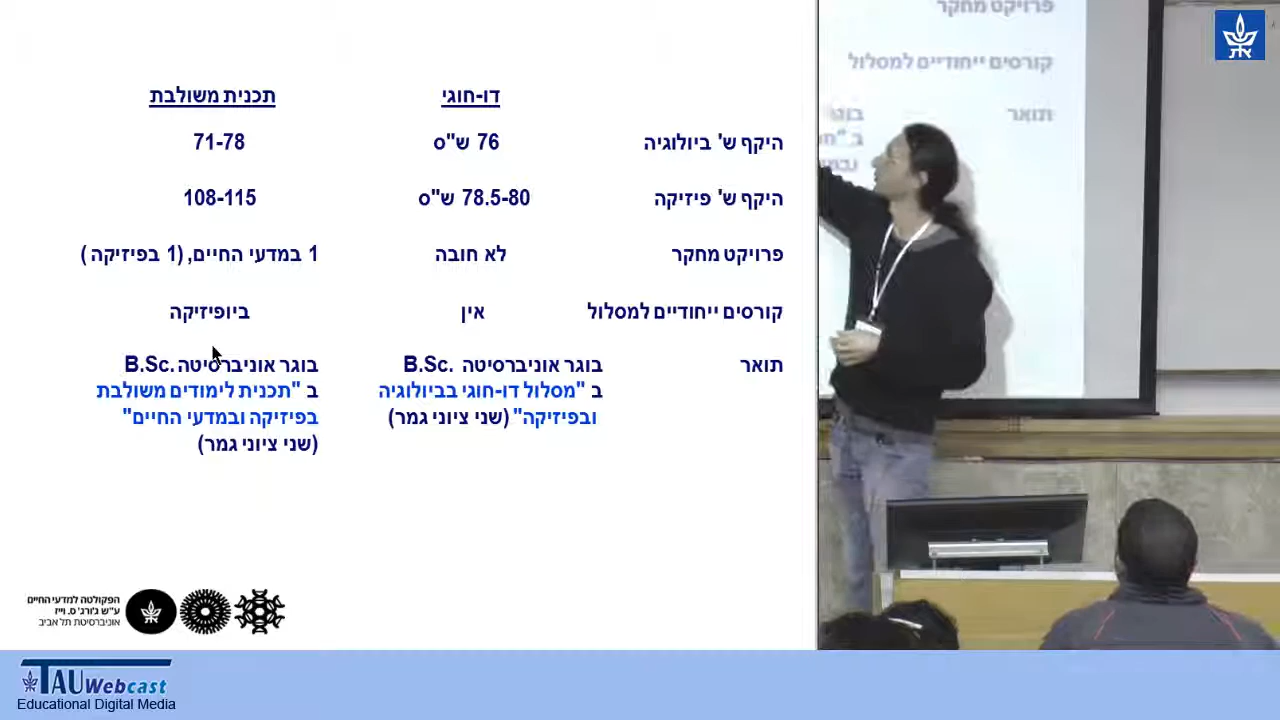 דו-חוגי תכנית משולבת
היקף ש' ביולוגיה 76 ש"ס 71-78
היקף ש' פיזיקה 78.5-80 ש"ס 108-115
פרויקט מחקר לא חובה 1 במדעי החיים, (1 בפיזיקה )
קורסים ייחודיים למסלול אין ביופיזיקה
תואר
בוגר אוניברסיטה B.Sc.
ב "מסלול דו-חוגי בביולוגיה
ובפיזיקה" (שני ציוני גמר)
בוגר אוניברסיטה B.Sc.
ב "תכנית לימודים משולבת
בפיזיקה ובמדעי החיים"
(שני ציוני גמר)
פרויקט מחקר
קורסים ייחודיים למסלול
תואר
הפקולטה למדעי החיים
ע"ש ג'ורג' ס. וייז
אוניברסיטת תל אביב
TAU Webcast
Educational Digital Media